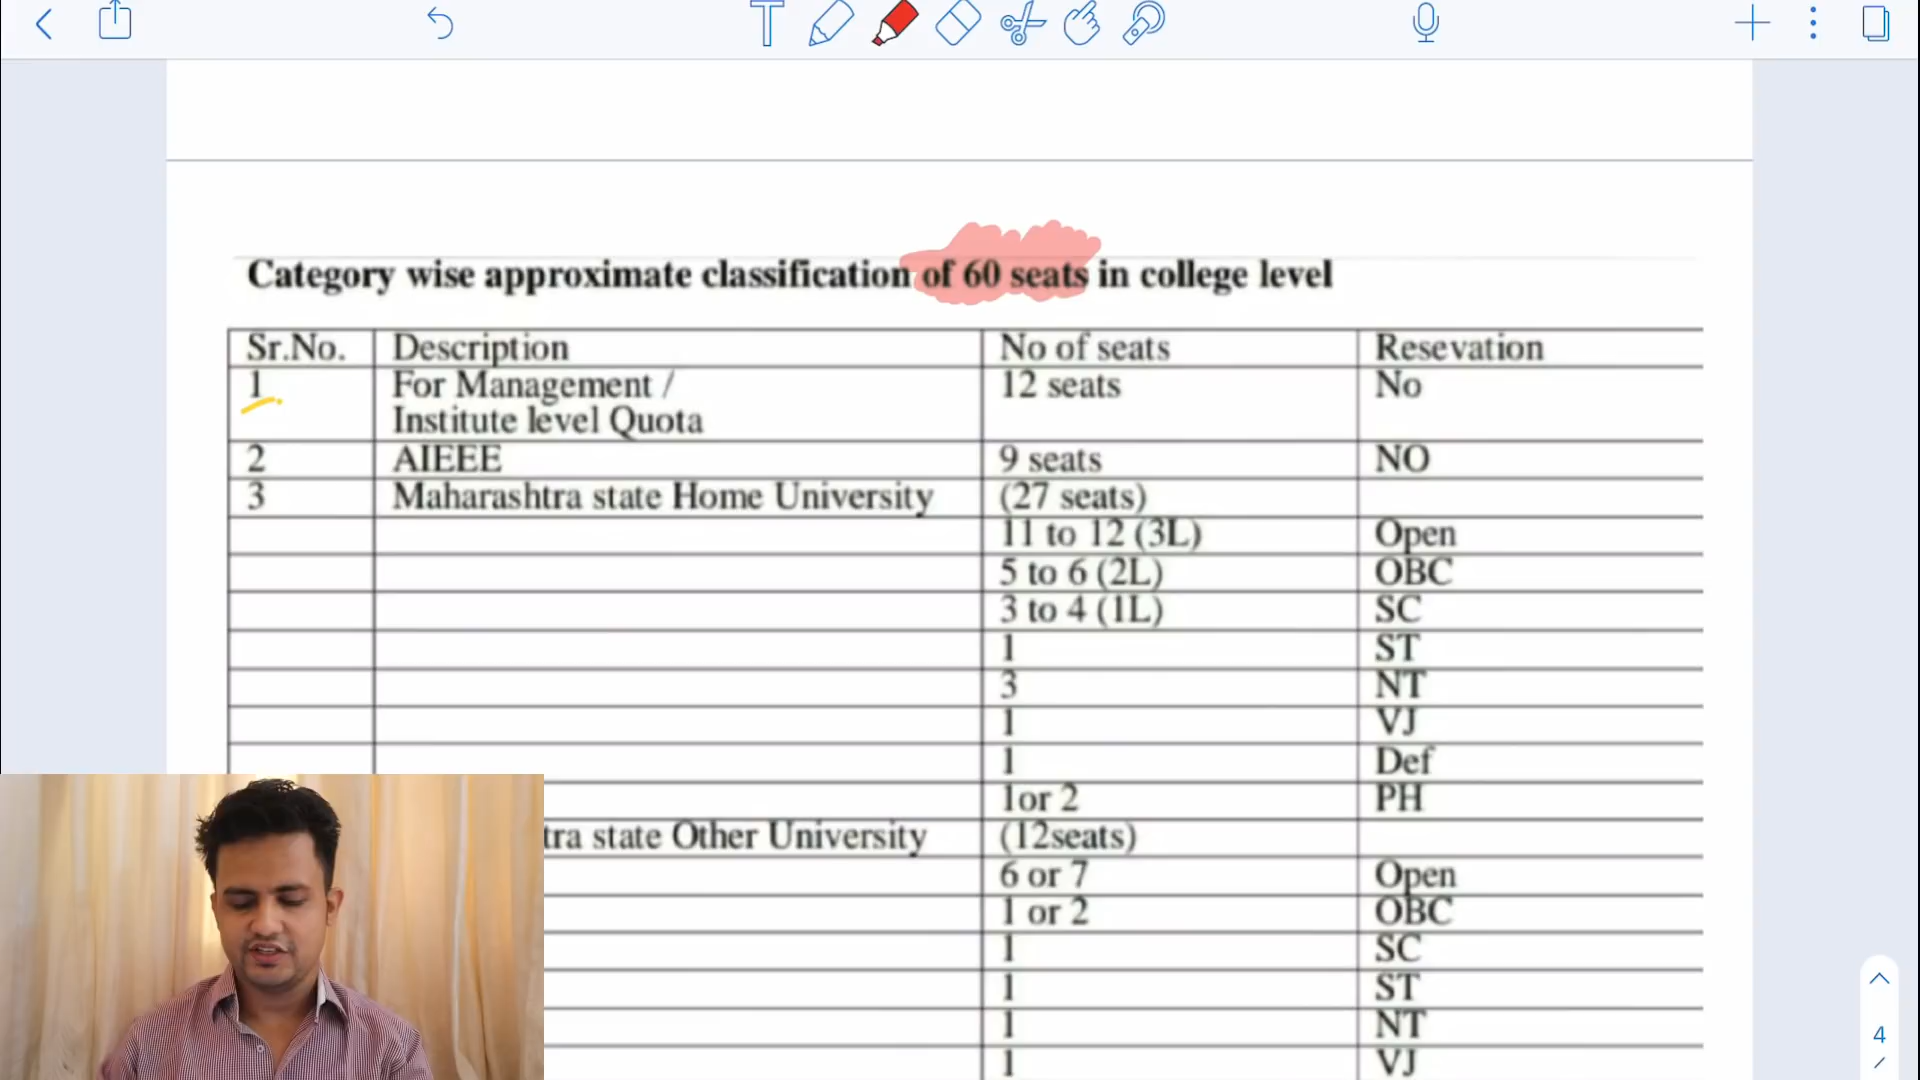 Category wise approximate classification of 60 seats in college level
Sr.No. Description No of seats Resevation
1 For Management / 12 seats No
Institute level Quota
2 AIEEE 9 seats NO
3 Maharashtra state Home University (27 seats)
11 to 12 (3L) Open
5 to 6 (2L) OBC
3 to 4 (1L) SC
1 ST
3 NT
1 VJ
1 Def
1or 2 PH
tra state Other University (12seats)
6 or 7 Open
1 or 2 OBC
1 SC
1 ST
1 NT
1 VJ
4